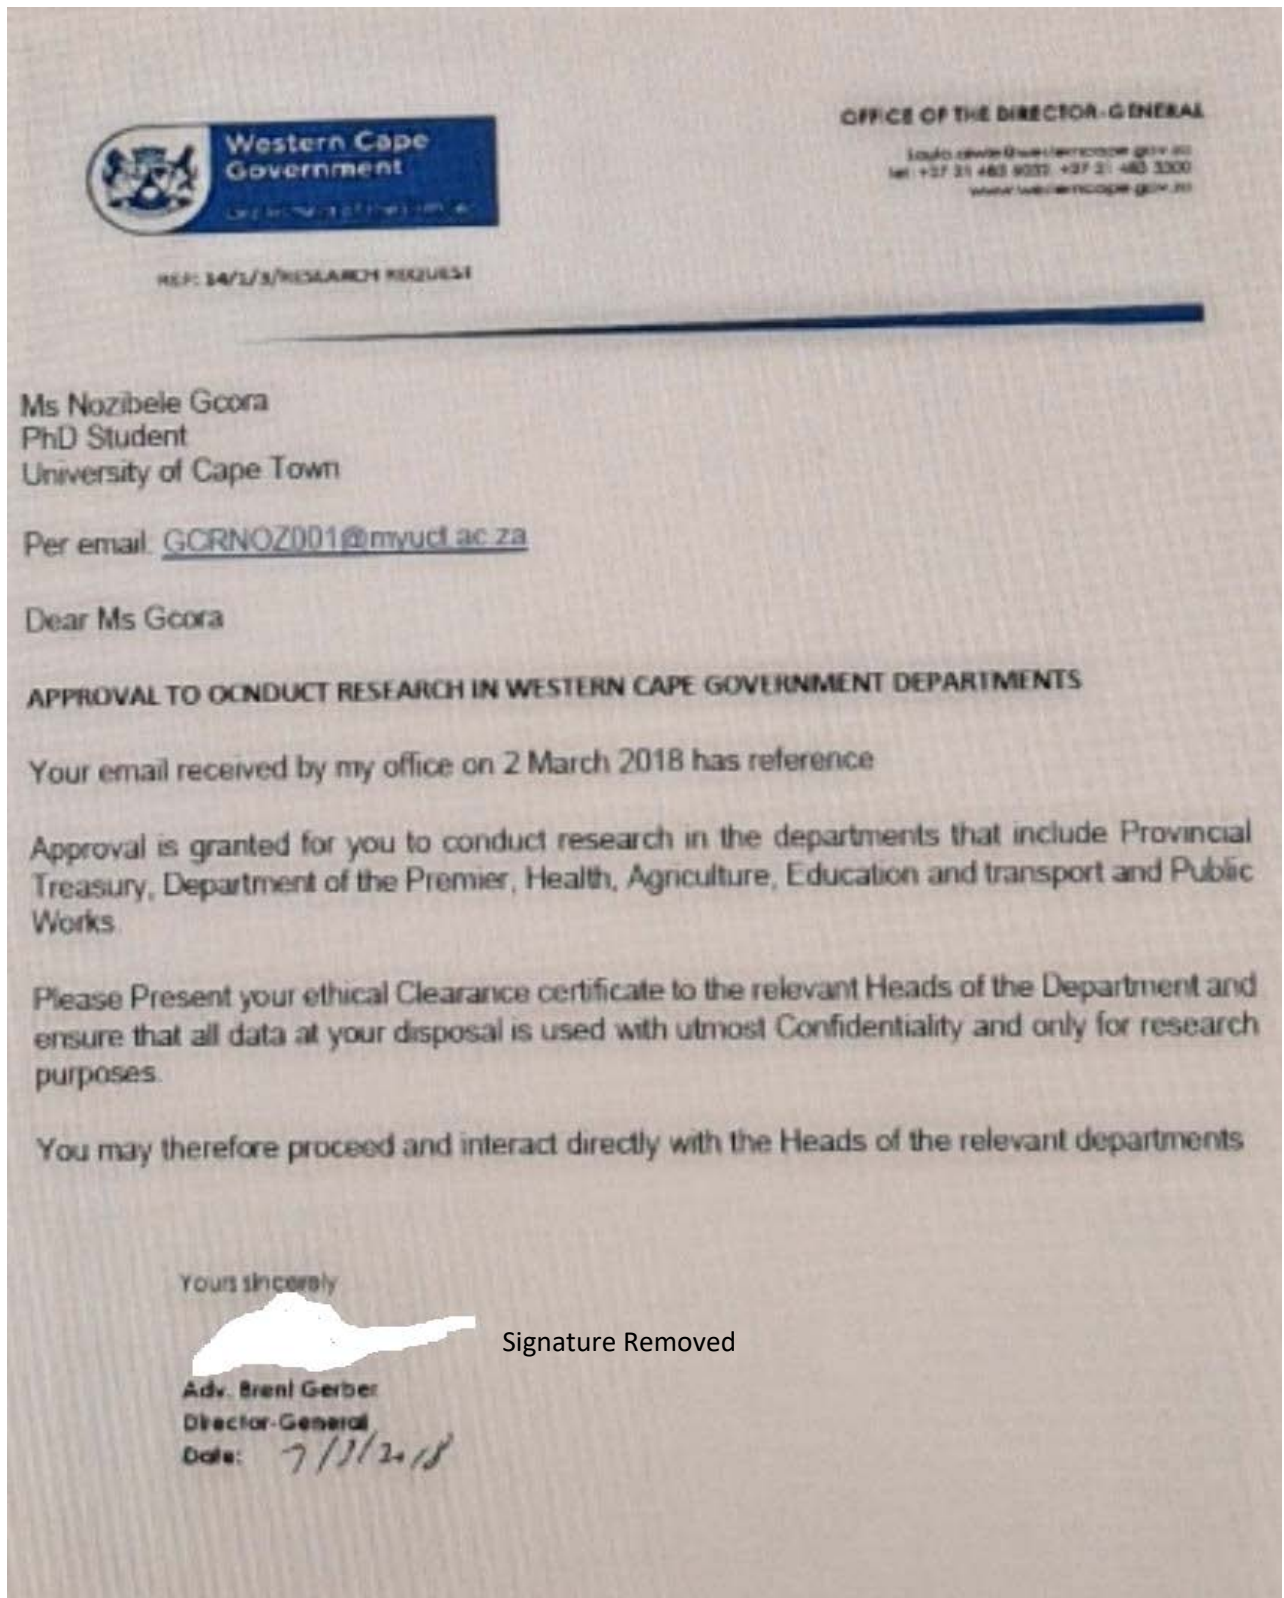 Western Cape
Government
OFFICE OF THE DIRECTOR-GENERAL
www.westerncape.gov.za
REF: 14/1/3/RESEARCH REQUEST
Ms Nozibele Gcora
PhD Student
University of Cape Town
Per email: GCRNOZ001@myuct.ac.za
Dear Ms Gcora
APPROVAL TO OCNDUCT RESEARCH IN WESTERN CAPE GOVERNMENT DEPARTMENTS
Your email received by my office on 2 March 2018 has reference
Approval is granted for you to conduct research in the departments that include Provincial
Treasury, Department of the Premier, Health, Agriculture, Education and transport and Public
Works.
Please Present your ethical Clearance certificate to the relevant Heads of the Department and
ensure that all data at your disposal is used with utmost Confidentiality and only for research
purposes.
You may therefore proceed and interact directly with the Heads of the relevant departments
Yours sincerely
Signature Removed
Adv. Brent Gerber
Director-General
Date: 7/3/2018